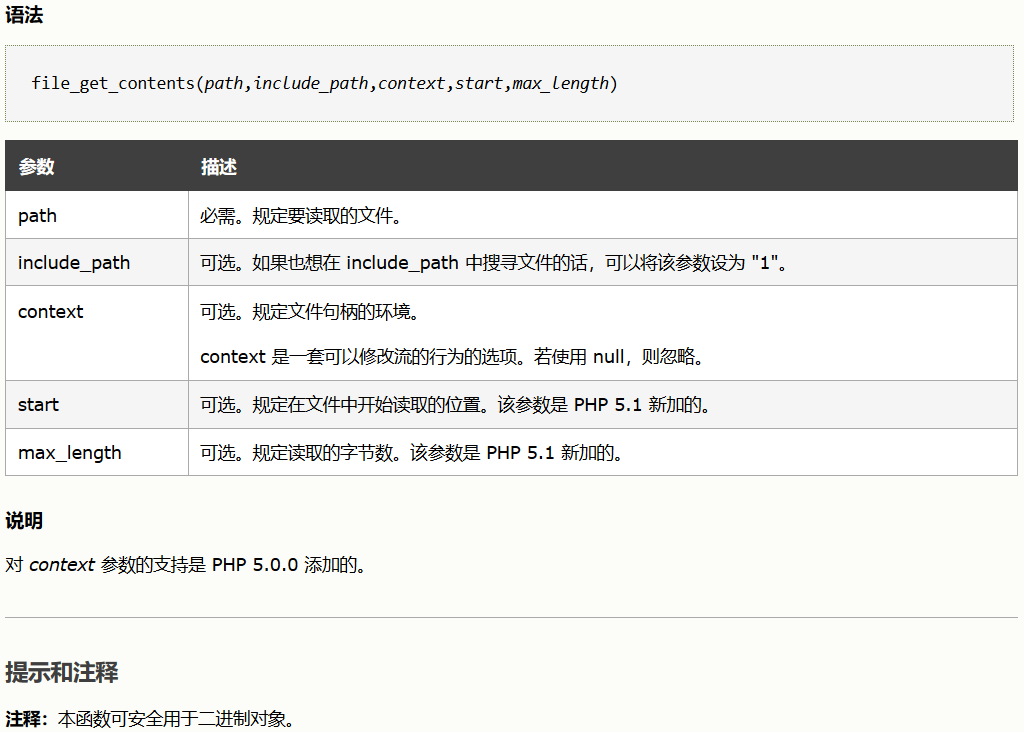 语法
file_get_contents(path,include_path,context,start,max_length)
参数 描述
path 必需。规定要读取的文件。
include_path 可选。如果也想在 include_path 中搜寻文件的话，可以将该参数设为 "1"。
context 可选。规定文件句柄的环境。
context 是一套可以修改流的行为的选项。若使用 null，则忽略。
start 可选。规定在文件中开始读取的位置。该参数是 PHP 5.1 新加的。
max_length 可选。规定读取的字节数。该参数是 PHP 5.1 新加的。
说明
对 context 参数的支持是 PHP 5.0.0 添加的。
提示和注释
注释：本函数可安全用于二进制对象。